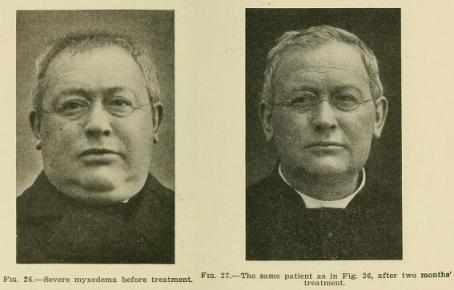 FIG. 26.—Severe myxedema before treatment.
FIG. 27.—The same patient as in Fig. 26, after two months'
treatment.